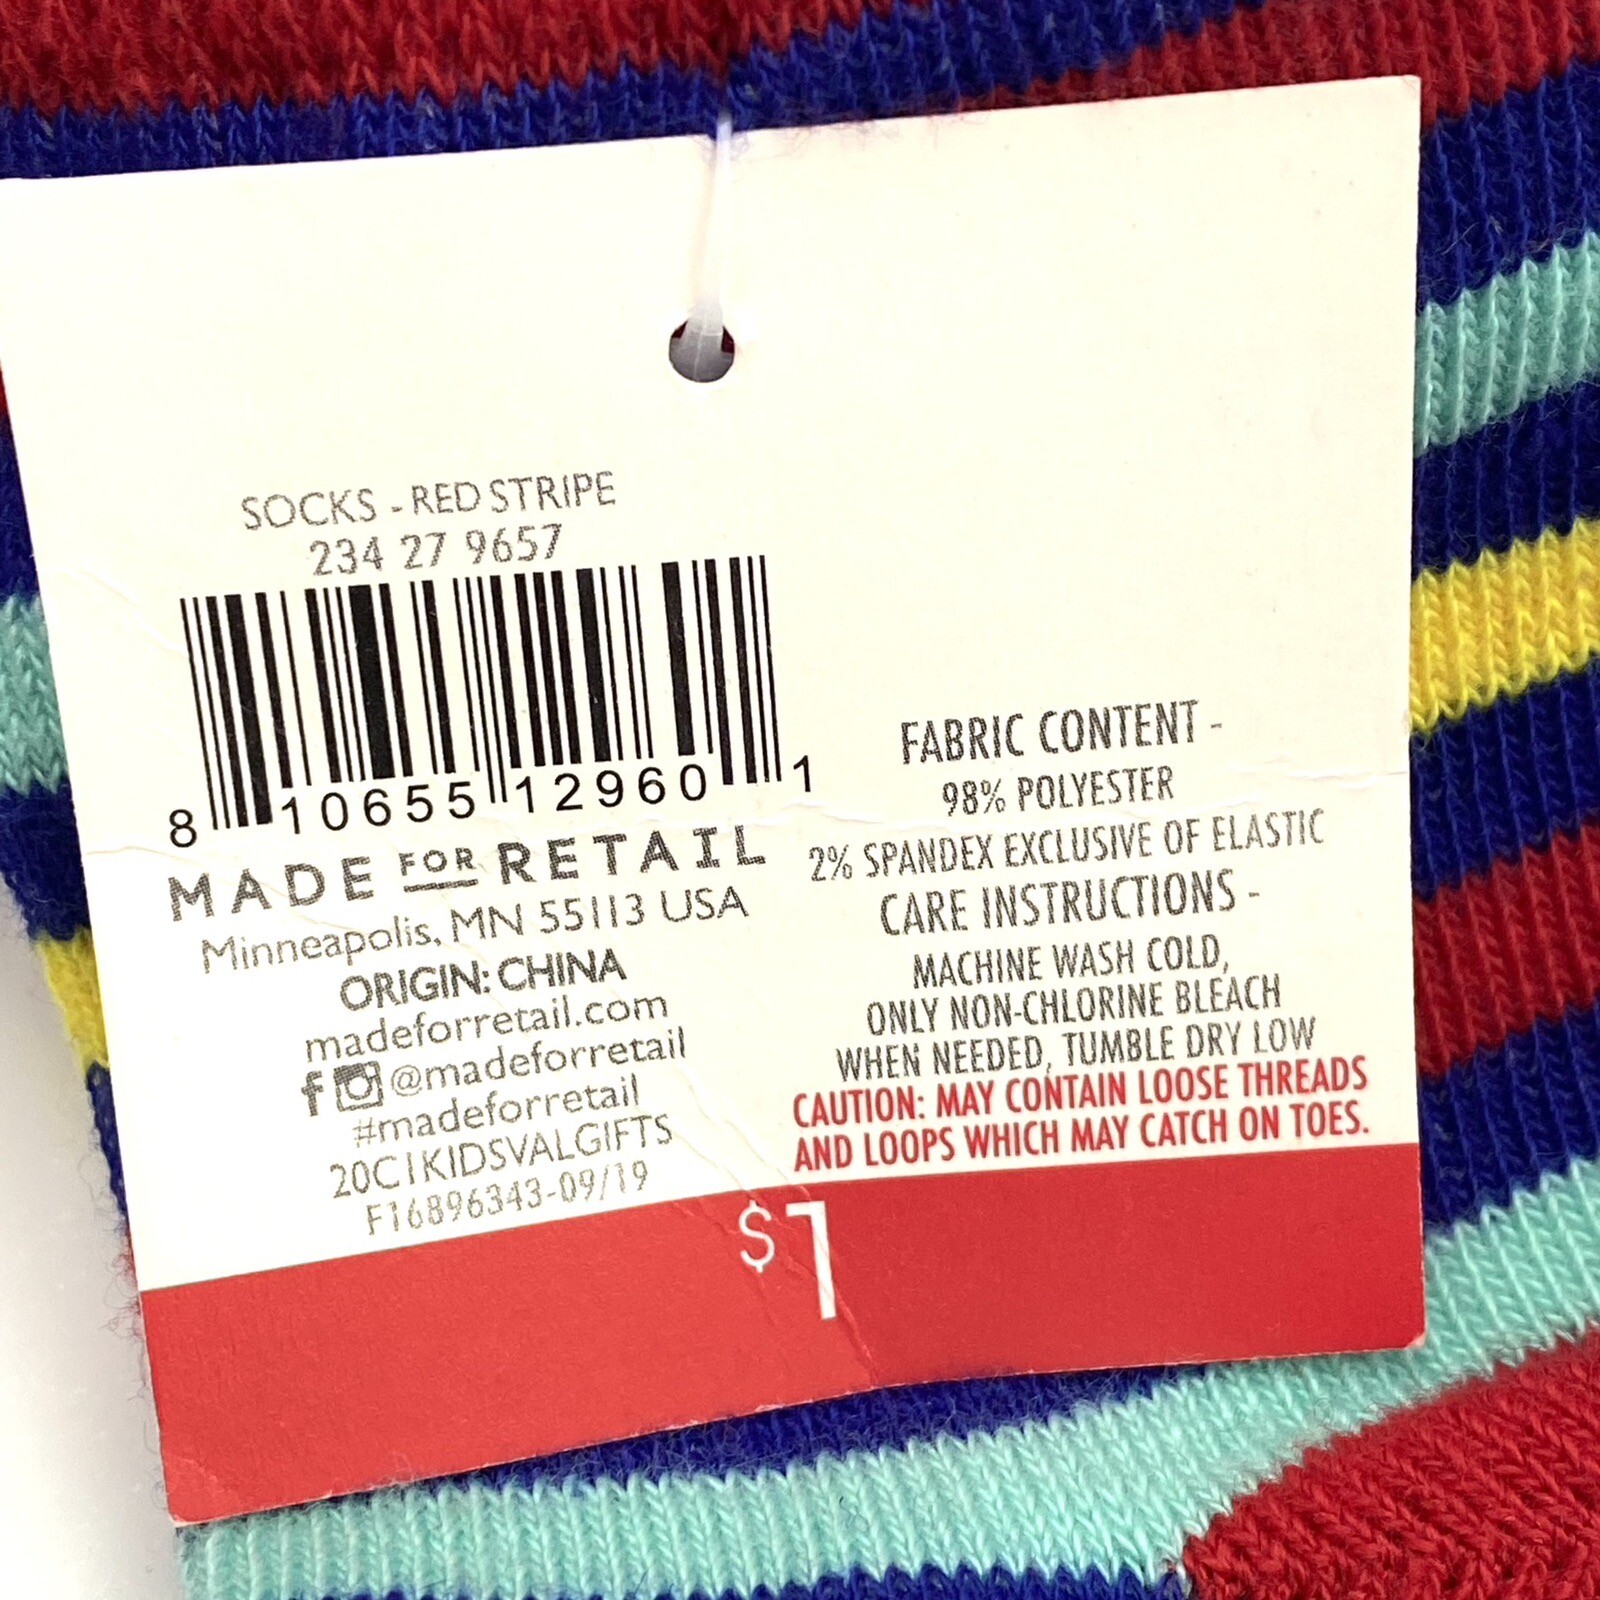 SOCKS - RED STRIPE
234 27 9657
8 10655 12960 1
MADE FOR RETAIL
Minneapolis, MN 55113 USA
ORIGIN: CHINA
madeforretail.com
f @madeforretail
#madeforretail
20C1KIDSVALGIFTS
F16896343-09/19
FABRIC CONTENT -
98% POLYESTER
2% SPANDEX EXCLUSIVE OF ELASTIC
CARE INSTRUCTIONS -
MACHINE WASH COLD,
ONLY NON-CHLORINE BLEACH
WHEN NEEDED, TUMBLE DRY LOW
CAUTION: MAY CONTAIN LOOSE THREADS
AND LOOPS WHICH MAY CATCH ON TOES.
$1